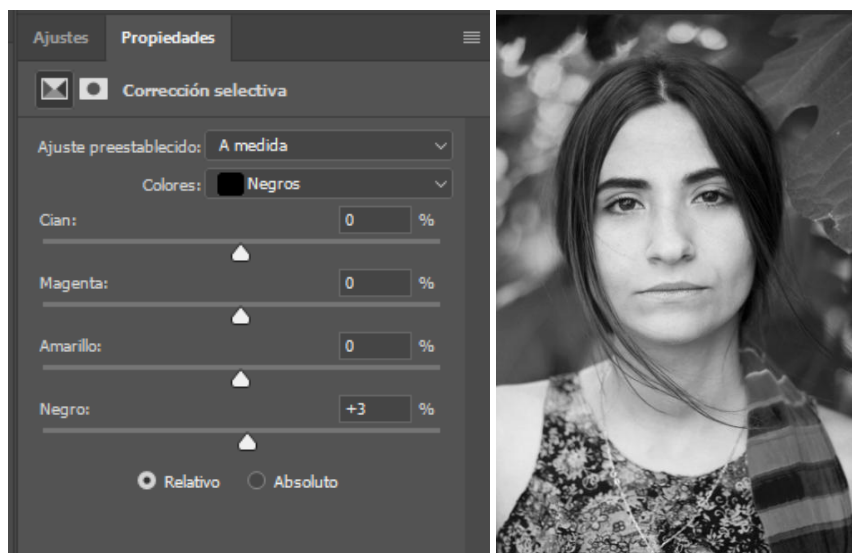 Ajustes Propiedades
Corrección selectiva
Ajuste preestablecido: A medida
Colores: Negros
Cian: 0 %
Magenta: 0 %
Amarillo: 0 %
Negro: +3 %
Relativo Absoluto